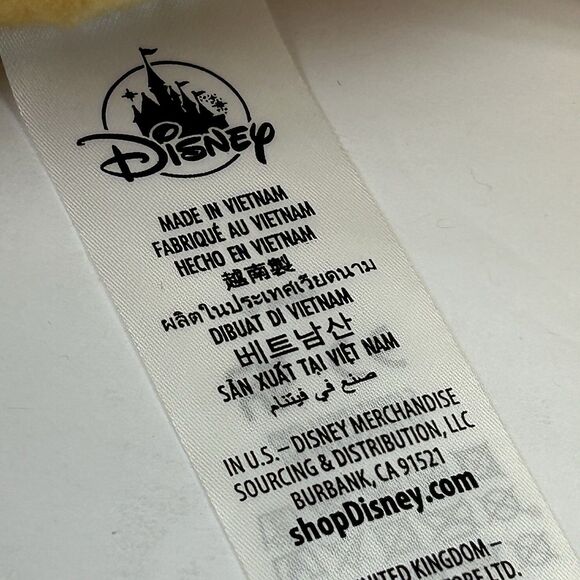 Disney
MADE IN VIETNAM
FABRIQUÉ AU VIETNAM
HECHO EN VIETNAM
越南製
ผลิตในประเทศเวียดนาม
DIBUAT DI VIETNAM
베트남산
SẢN XUẤT TẠI VIỆT NAM
صنع في فيتنام
IN U.S. – DISNEY MERCHANDISE
SOURCING & DISTRIBUTION, LLC
BURBANK, CA 91521
shopDisney.com
KINGDOM –
LTD.